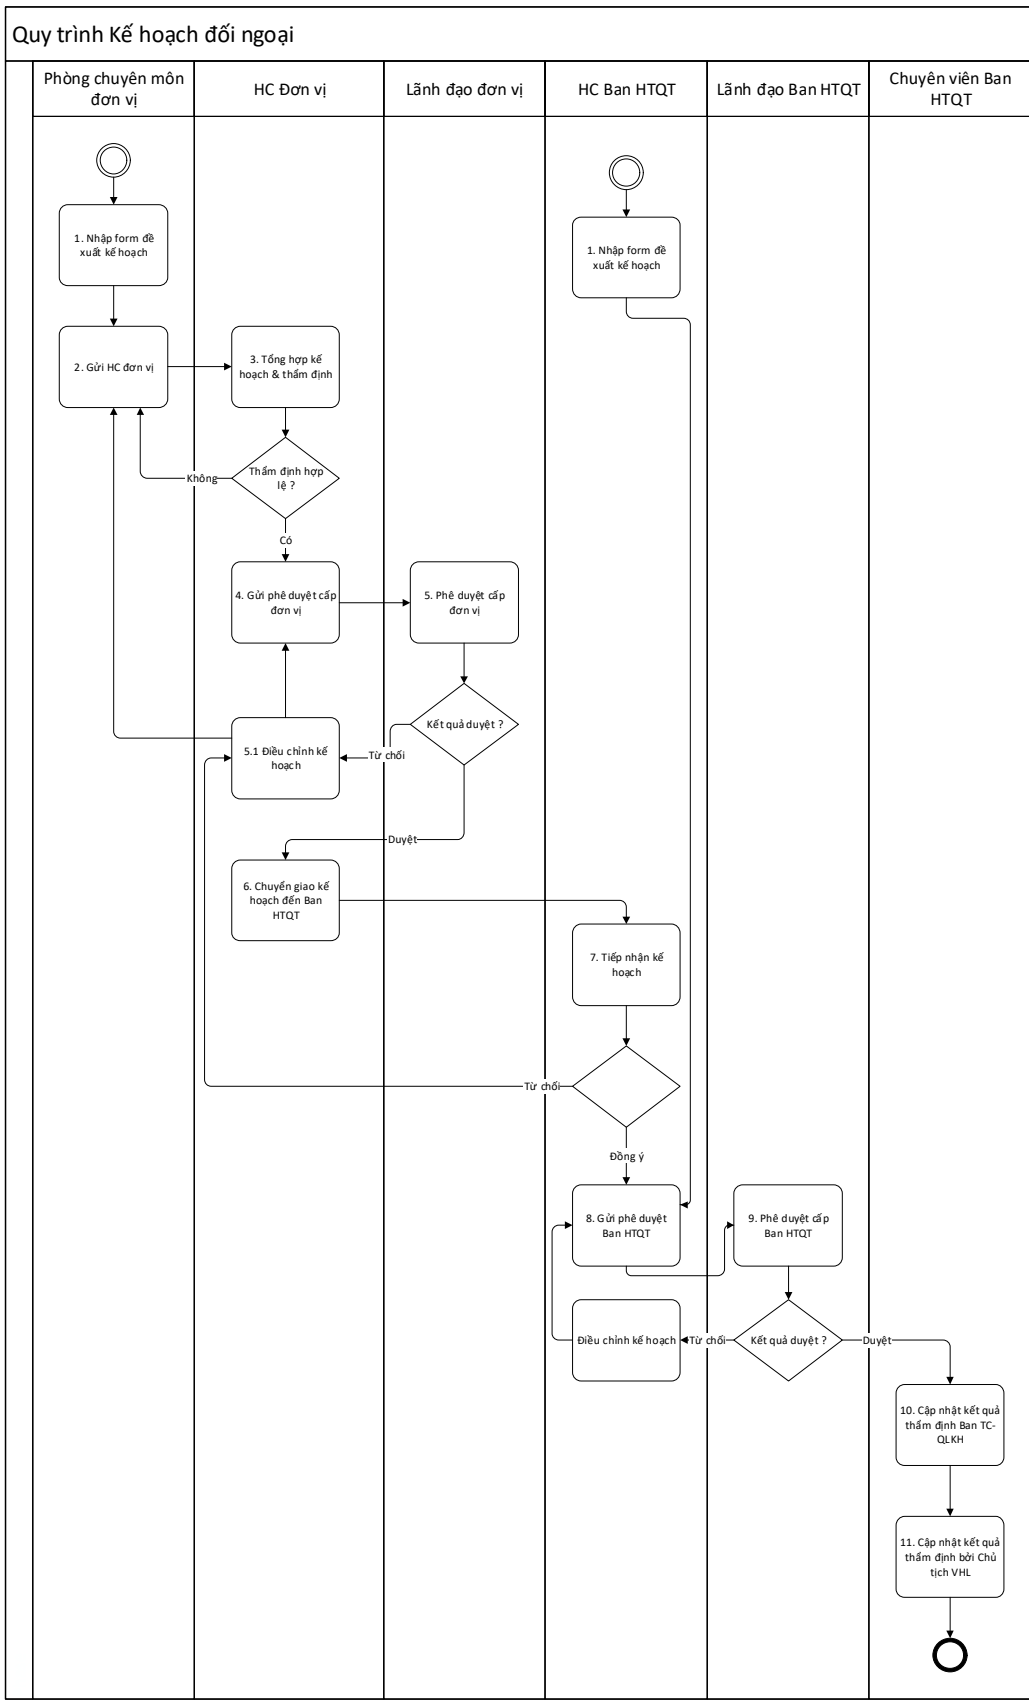 Quy trình Kế hoạch đối ngoại
Phòng chuyên môn
đơn vị
HC Đơn vị
Lãnh đạo đơn vị
HC Ban HTQT
Lãnh đạo Ban HTQT
Chuyên viên Ban
HTQT
1. Nhập form đề
xuất kế hoạch
1. Nhập form đề
xuất kế hoạch
2. Gửi HC đơn vị
3. Tổng hợp kế
hoạch & thẩm định
Thẩm định hợp
lệ ?
Không
Có
4. Gửi phê duyệt cấp
đơn vị
5. Phê duyệt cấp
đơn vị
Kết quả duyệt ?
Từ chối
5.1 Điều chỉnh kế
hoạch
Duyệt
6. Chuyển giao kế
hoạch đến Ban
HTQT
7. Tiếp nhận kế
hoạch
Từ chối
Đồng ý
8. Gửi phê duyệt
Ban HTQT
9. Phê duyệt cấp
Ban HTQT
Điều chỉnh kế hoạch
Từ chối
Kết quả duyệt ?
Duyệt
10. Cập nhật kết quả
thẩm định Ban TC-
QLKH
11. Cập nhật kết quả
thẩm định bởi Chủ
tịch VHL